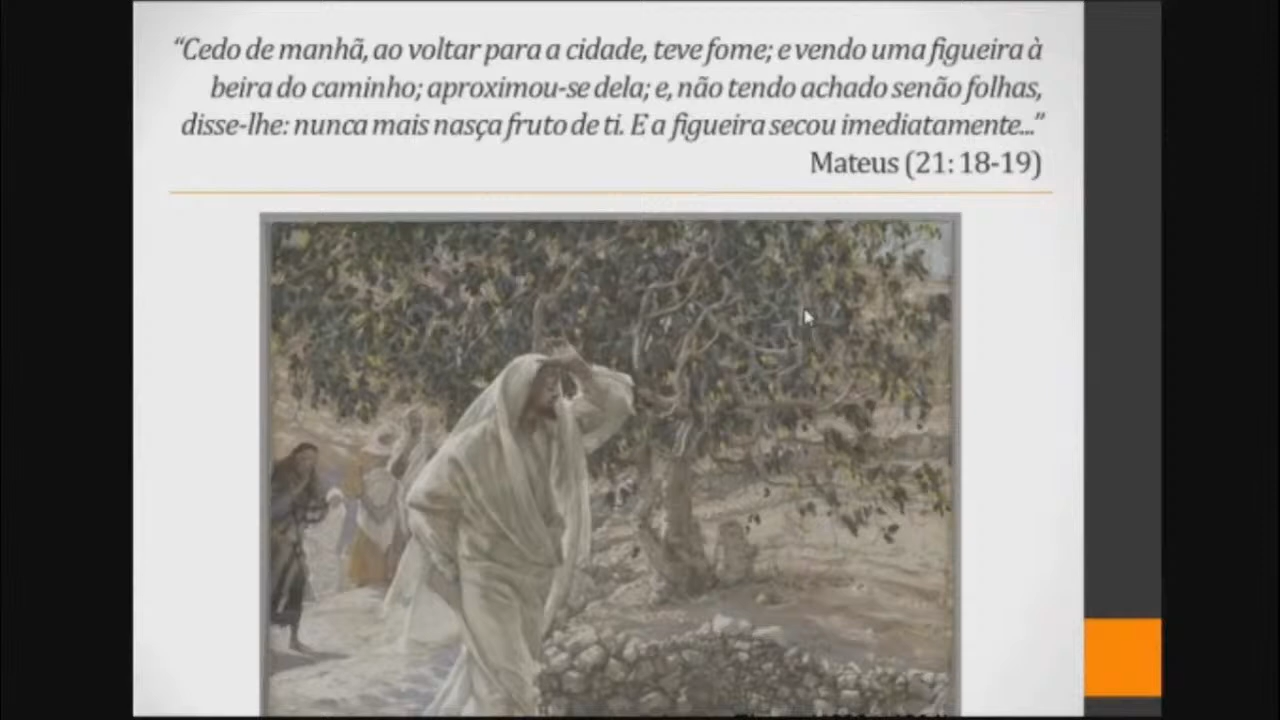 “Cedo de manhã, ao voltar para a cidade, teve fome; e vendo uma figueira à
beira do caminho; aproximou-se dela; e, não tendo achado senão folhas,
disse-lhe: nunca mais nasça fruto de ti. E a figueira secou imediatamente...”
Mateus (21: 18-19)